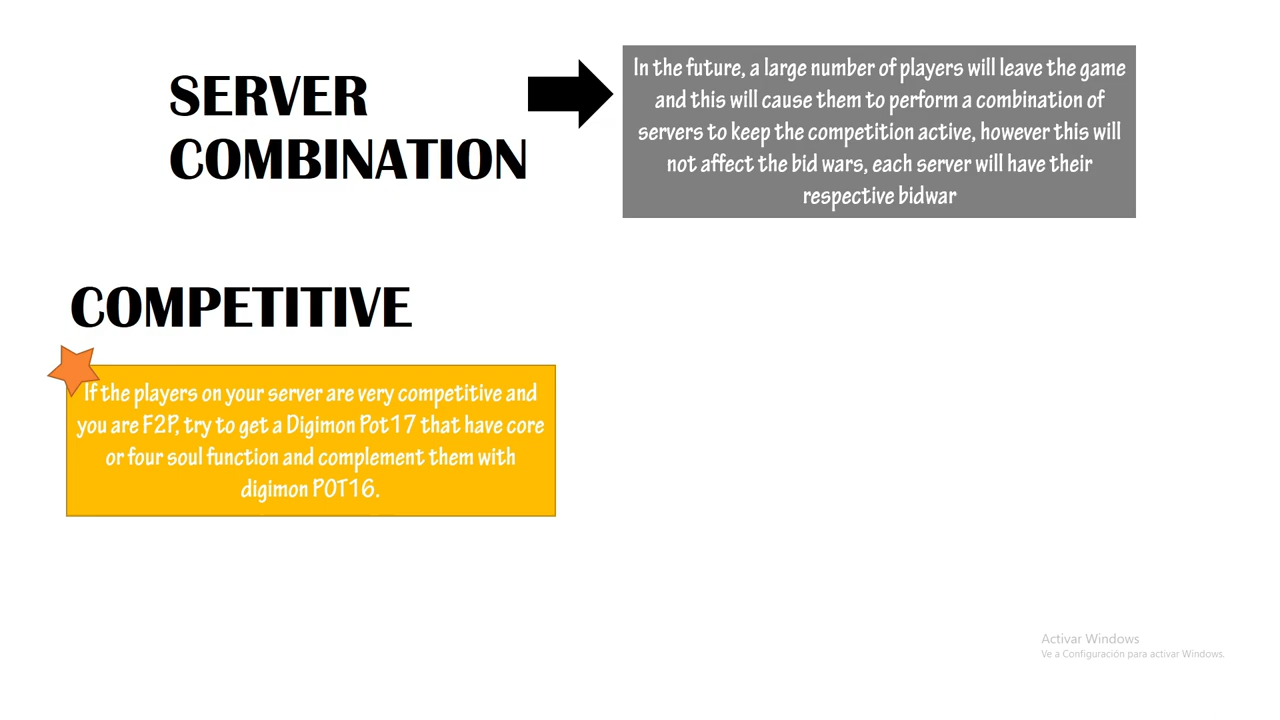 SERVER
COMBINATION
In the future, a large number of players will leave the game
and this will cause them to perform a combination of
servers to keep the competition active, however this will
not affect the bid wars, each server will have their
respective bidwar
COMPETITIVE
If the players on your server are very competitive and
you are F2P, try to get a Digimon Pot17 that have core
or four soul function and complement them with
digimon POT16.
Activar Windows
Ve a Configuración para activar Windows.